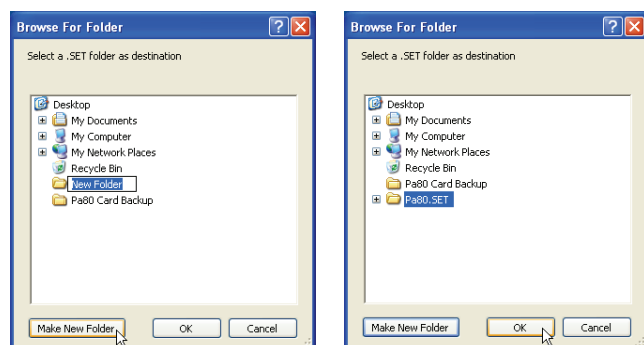 Browse For Folder
Select a .SET folder as destination
Desktop
My Documents
My Computer
My Network Places
Recycle Bin
New Folder
Pa80 Card Backup
Make New Folder
OK
Cancel
Browse For Folder
Select a .SET folder as destination
Desktop
My Documents
My Computer
My Network Places
Recycle Bin
Pa80 Card Backup
Pa80.SET
Make New Folder
OK
Cancel